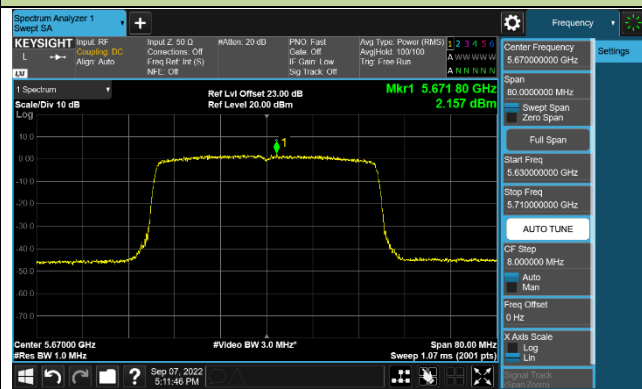 Spectrum Analyzer 1
Swept SA
+
Frequency
KEYSIGHT
Input: RF
Coupling: DC
Align: Auto
Input Z: 50 Ω
Corrections: Off
Freq Ref: Int (S)
NFE: Off
#Atten: 20 dB
PNO: Fast
Gate: Off
IF Gain: Low
Sig Track: Off
Avg Type: Power (RMS)
Avg|Hold: 100/100
Trig: Free Run
1 2 3 4 5 6
A W W W W W
A N N N N N
L
LXI
1 Spectrum
Scale/Div 10 dB
Log
Ref Lvl Offset 23.00 dB
Ref Level 20.00 dBm
Mkr1 5.671 80 GHz
2.157 dBm
1
10.0
0.00
-10.0
-20.0
-30.0
-40.0
-50.0
-60.0
-70.0
Center 5.67000 GHz
#Res BW 1.0 MHz
#Video BW 3.0 MHz*
Span 80.00 MHz
Sweep 1.07 ms (2001 pts)
Center Frequency
5.670000000 GHz
Settings
Span
80.0000000 MHz
Swept Span
Zero Span
Full Span
Start Freq
5.630000000 GHz
Stop Freq
5.710000000 GHz
AUTO TUNE
CF Step
8.000000 MHz
Auto
Man
Freq Offset
0 Hz
X Axis Scale
Log
Lin
Signal Track
(Span Zoom)
?
Sep 07, 2022
5:11:46 PM